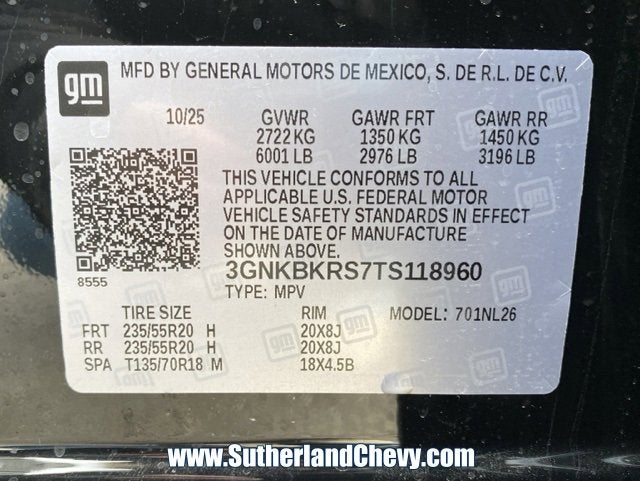 gm
MFD BY GENERAL MOTORS DE MEXICO, S. DE R.L. DE C.V.
10/25 GVWR GAWR FRT GAWR RR
2722 KG 1350 KG 1450 KG
6001 LB 2976 LB 3196 LB
THIS VEHICLE CONFORMS TO ALL
APPLICABLE U.S. FEDERAL MOTOR
VEHICLE SAFETY STANDARDS IN EFFECT
ON THE DATE OF MANUFACTURE
SHOWN ABOVE.
8555
3GNKBKRS7TS118960
TYPE: MPV
TIRE SIZE RIM MODEL: 701NL26
FRT 235/55R20 H 20X8J
RR 235/55R20 H 20X8J
SPA T135/70R18 M 18X4.5B
www.SutherlandChevy.com